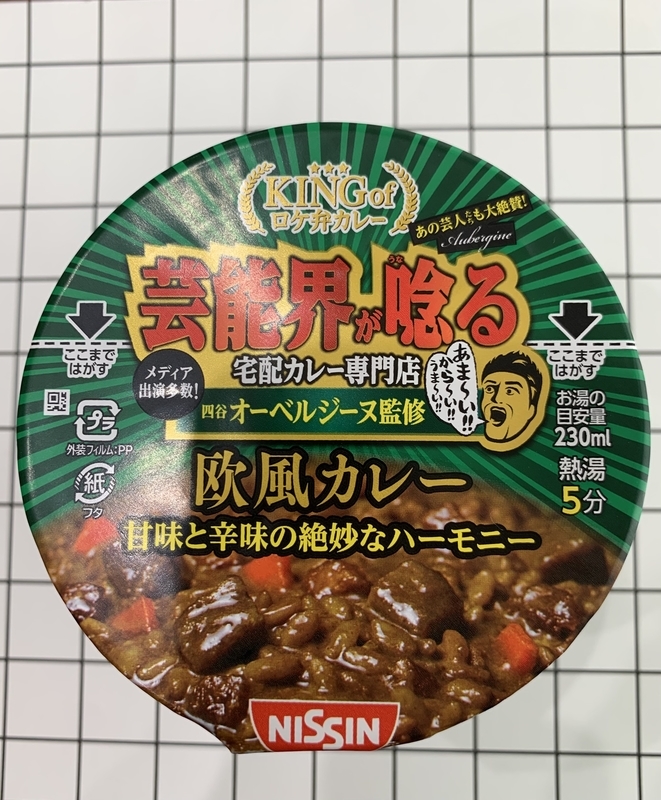 KING of
ロケ弁カレー
あの芸人たちも大絶賛!
Aubergine
芸能界が唸る
うな
ここまで
はがす
ここまで
はがす
メディア
出演多数!
宅配カレー専門店
四谷オーベルジーヌ監修
あま〜い!!
から〜い!!
うま〜い!!
プラ
外装フィルム:PP
紙
フタ
お湯の
目安量
230ml
熱湯
5分
欧風カレー
甘味と辛味の絶妙なハーモニー
NISSIN